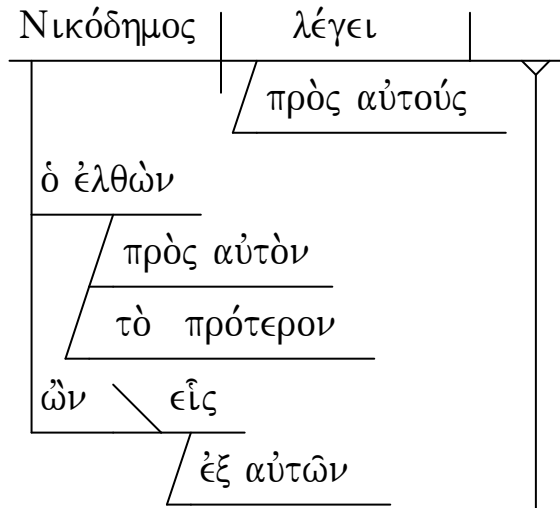 Νικόδημος λέγει
πρὸς αὐτούς
ὁ ἐλθὼν
πρὸς αὐτὸν
τὸ πρότερον
ὢν εἷς
ἐξ αὐτῶν